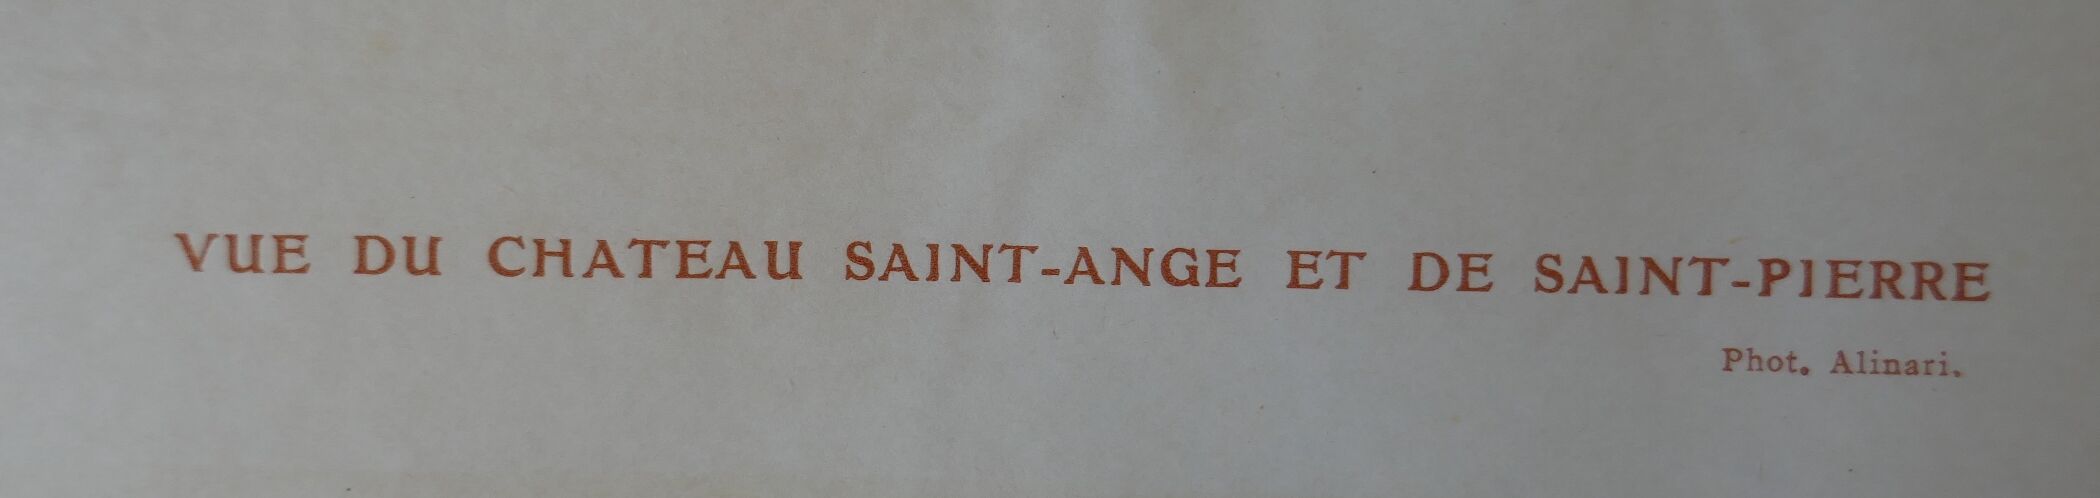 VUE DU CHATEAU SAINT-ANGE ET DE SAINT-PIERRE
Phot. Alinari.